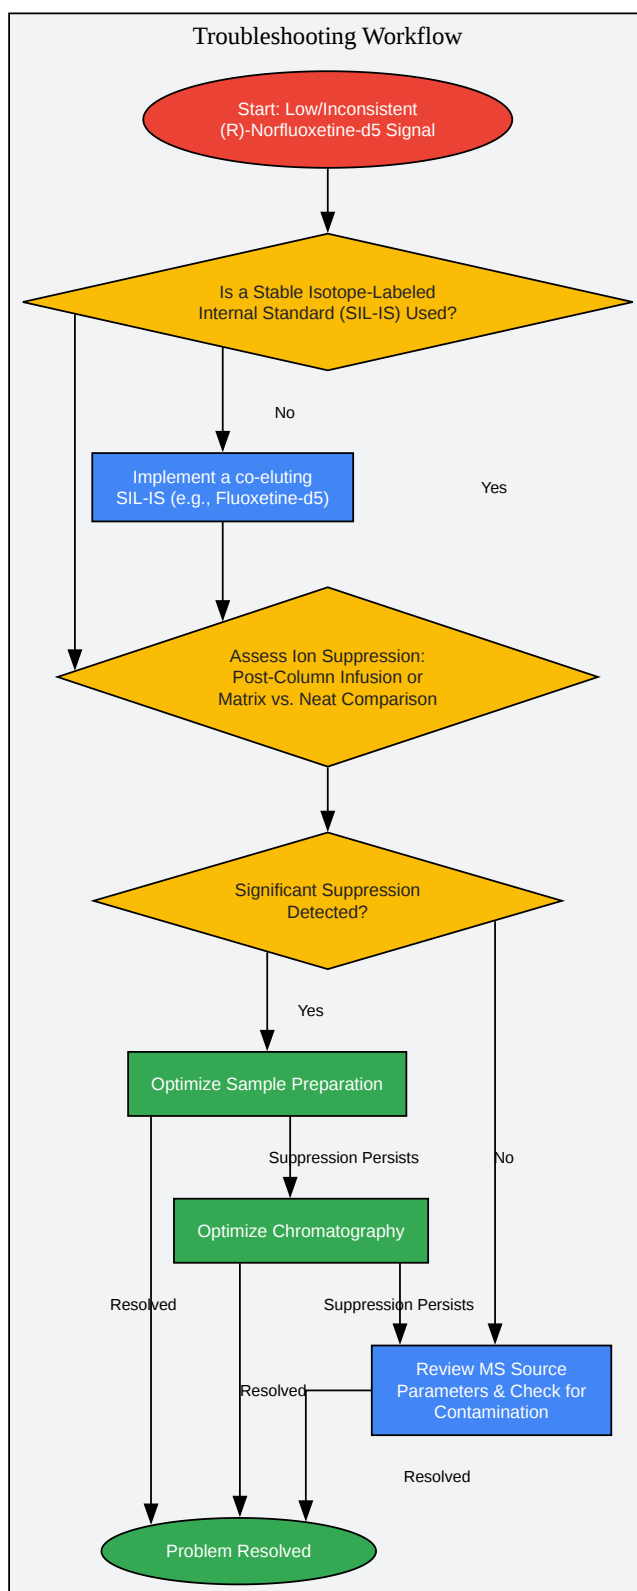 Troubleshooting Workflow
Start: Low/Inconsistent
(R)-Norfluoxetine-d5 Signal
Is a Stable Isotope-Labeled
Internal Standard (SIL-IS) Used?
No
Implement a co-eluting
SIL-IS (e.g., Fluoxetine-d5)
Yes
Assess Ion Suppression:
Post-Column Infusion or
Matrix vs. Neat Comparison
Significant Suppression
Detected?
Yes
Optimize Sample Preparation
Suppression Persists
No
Optimize Chromatography
Resolved
Suppression Persists
Review MS Source
Parameters & Check for
Contamination
Resolved
Resolved
Problem Resolved